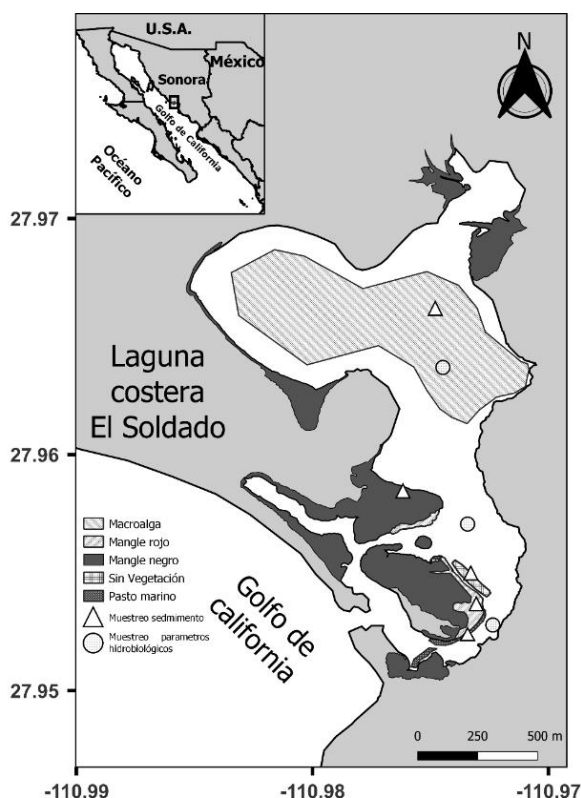 U.S.A.
México
Sonora
Golfo de California
Océano
Pacífico
N
27.97
Laguna
costera
El Soldado
27.96
Macroalga
Mangle rojo
Mangle negro
Sin Vegetación
Pasto marino
Muestreo sedmimento
Muestreo parametros
hidrobiológicos
Golfo de
california
27.95
0 250 500 m
-110.99 -110.98 -110.97